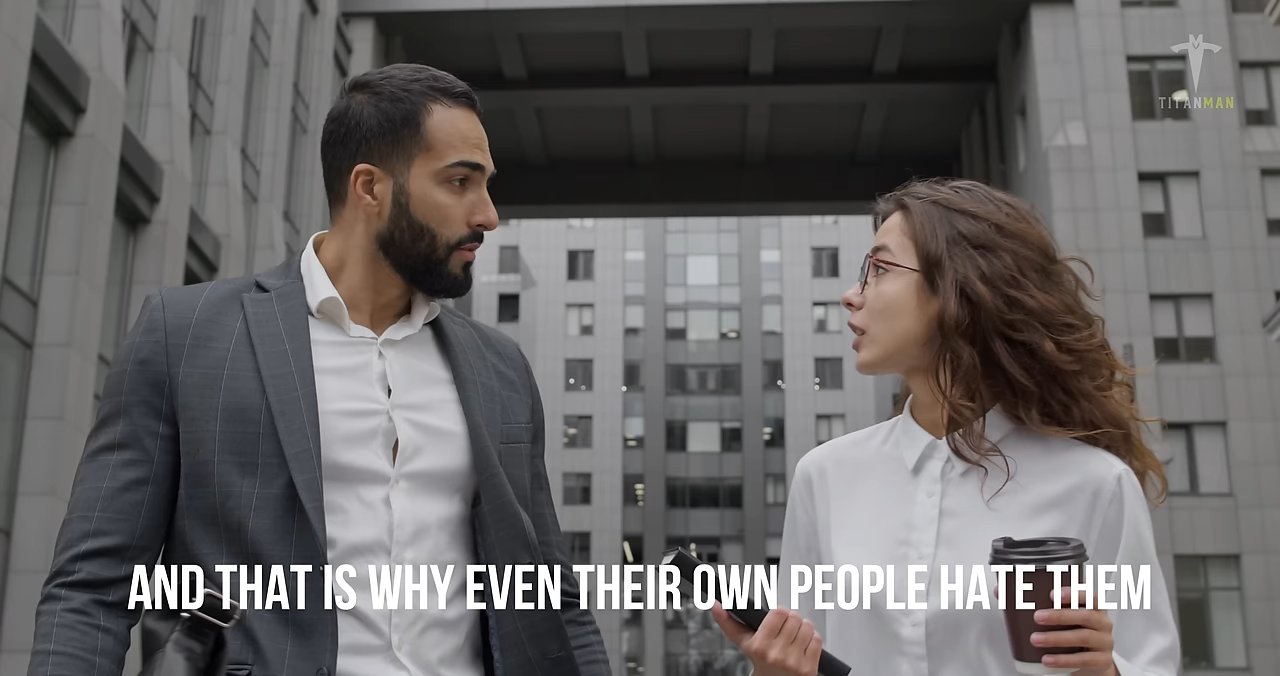 TITANMAN
AND THAT IS WHY EVEN THEIR OWN PEOPLE HATE THEM